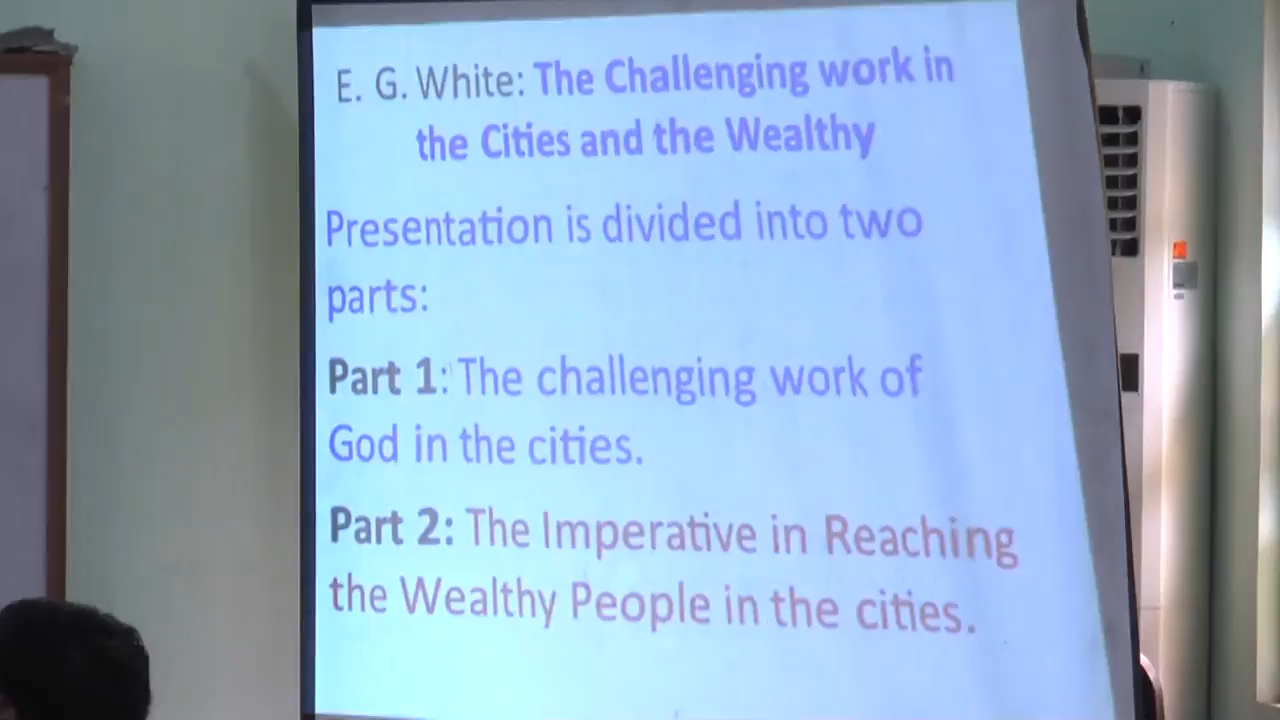 E. G. White: The Challenging work in
the Cities and the Wealthy
Presentation is divided into two
parts:
Part 1: The challenging work of
God in the cities.
Part 2: The Imperative in Reaching
the Wealthy People in the cities.